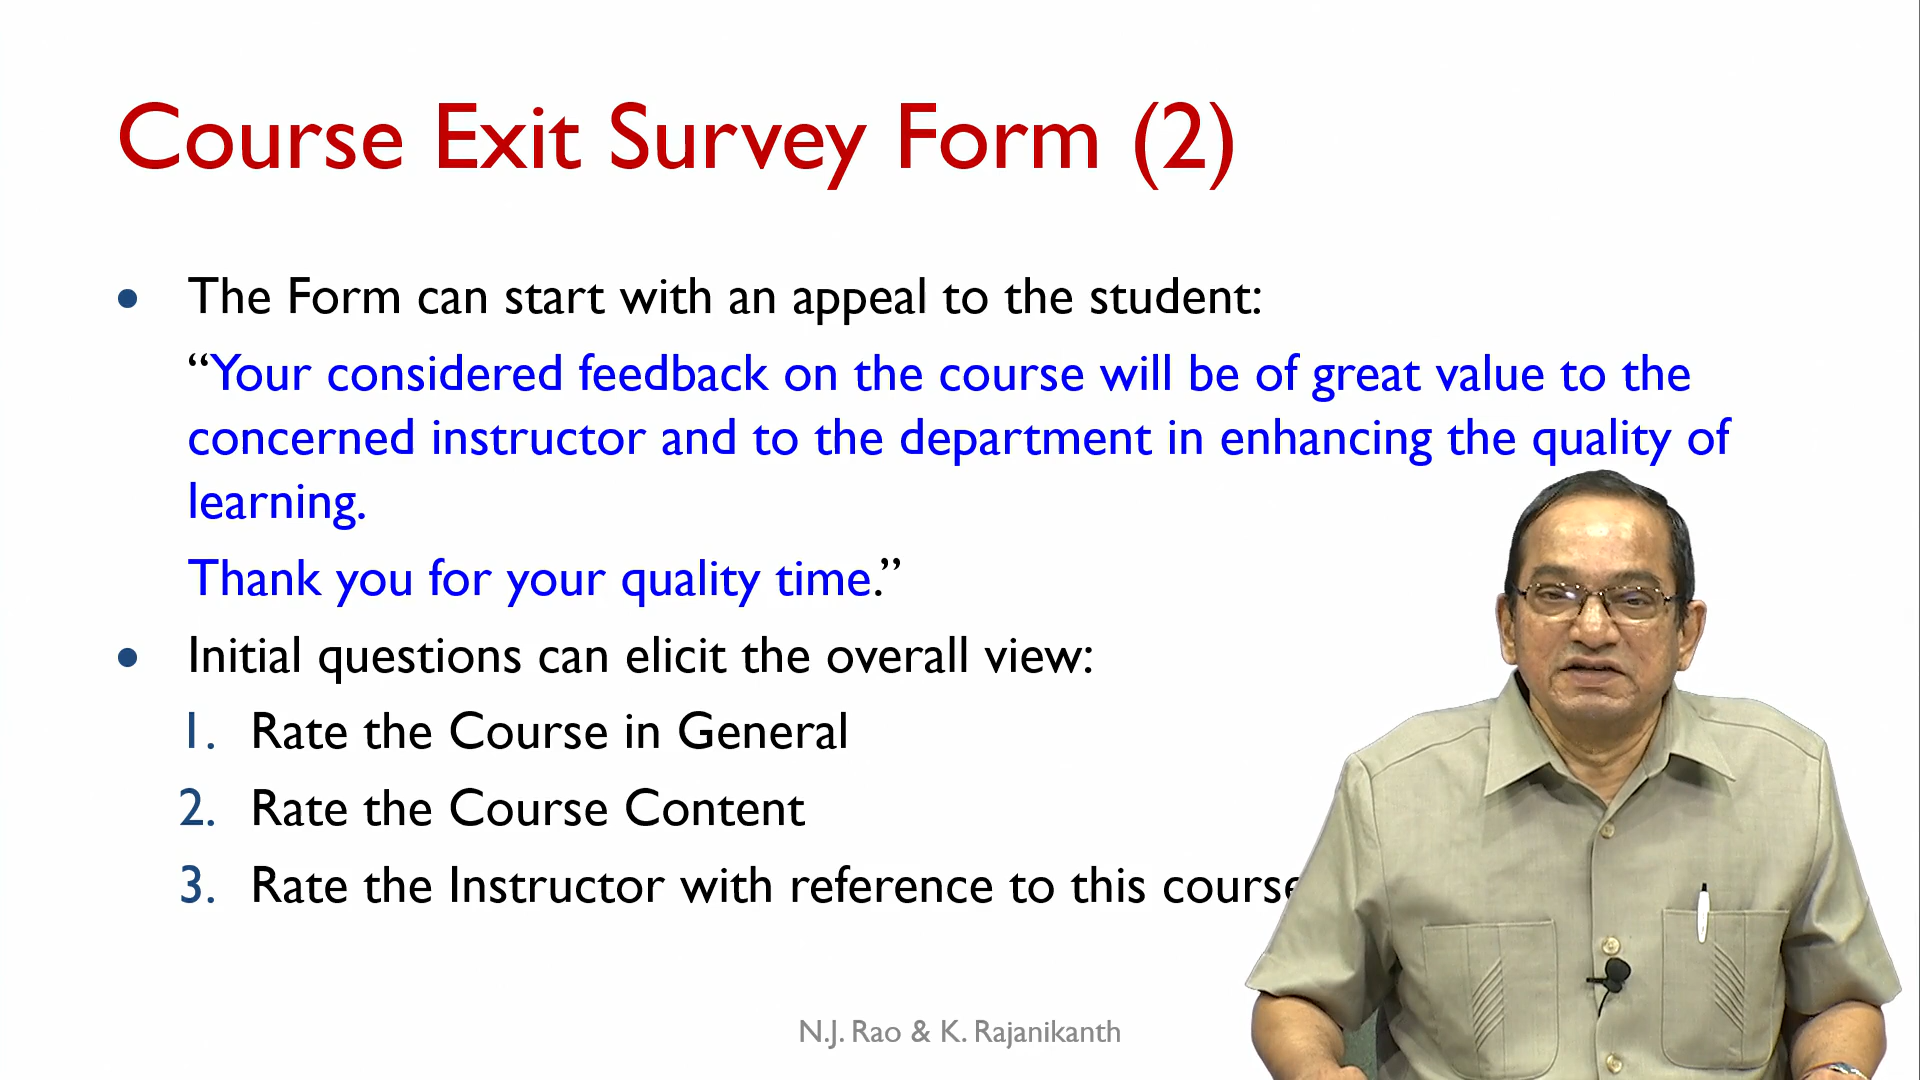 Course Exit Survey Form (2)
• The Form can start with an appeal to the student:
“Your considered feedback on the course will be of great value to the
concerned instructor and to the department in enhancing the quality of
learning.
Thank you for your quality time.”
• Initial questions can elicit the overall view:
1. Rate the Course in General
2. Rate the Course Content
3. Rate the Instructor with reference to this course
N.J. Rao & K. Rajanikanth